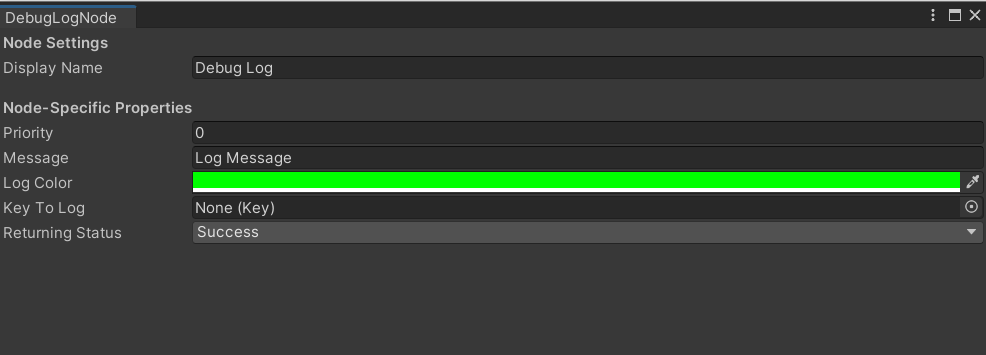 DebugLogNode
Node Settings
Display Name Debug Log
Node-Specific Properties
Priority 0
Message Log Message
Log Color
Key To Log None (Key)
Returning Status Success